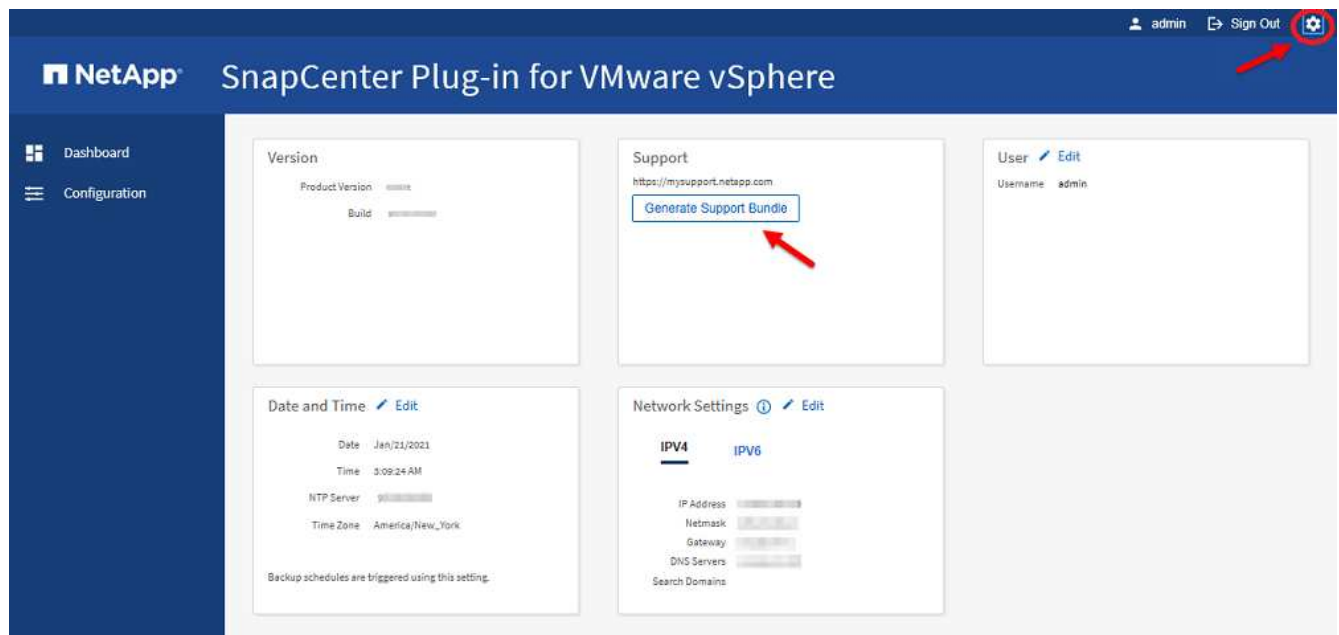 admin Sign Out
NetApp SnapCenter Plug-in for VMware vSphere
Dashboard
Configuration
Version
Product Version
Build
Support
https://mysupport.netapp.com
Generate Support Bundle
User Edit
Username admin
Date and Time Edit
Date Jan/21/2021
Time 3:09:24 AM
NTP Server
Time Zone America/New_York
Backup schedules are triggered using this setting.
Network Settings Edit
IPV4 IPV6
IP Address
Netmask
Gateway
DNS Servers
Search Domains